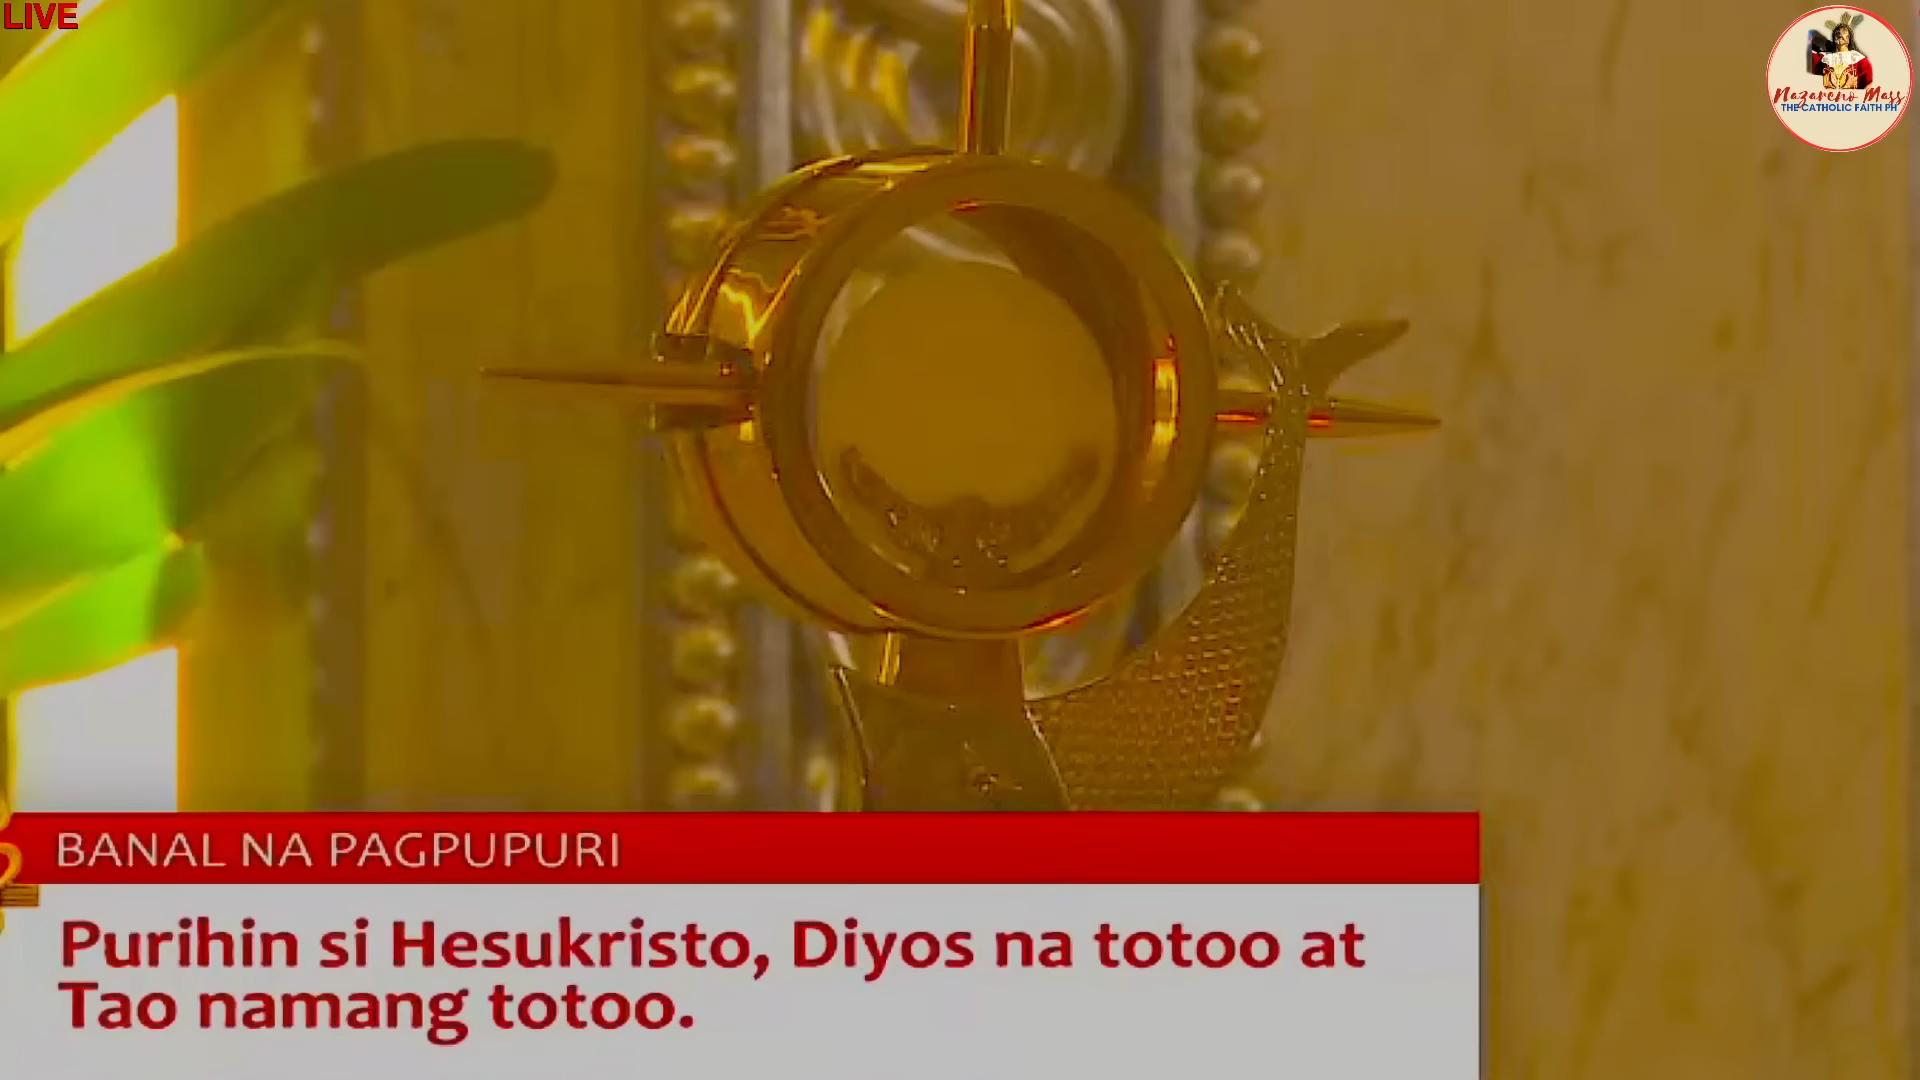 LIVE
Nazareno Mass
THE CATHOLIC FAITH PH
BANAL NA PAGPUPURI
Purihin si Hesukristo, Diyos na totoo at
Tao namang totoo.